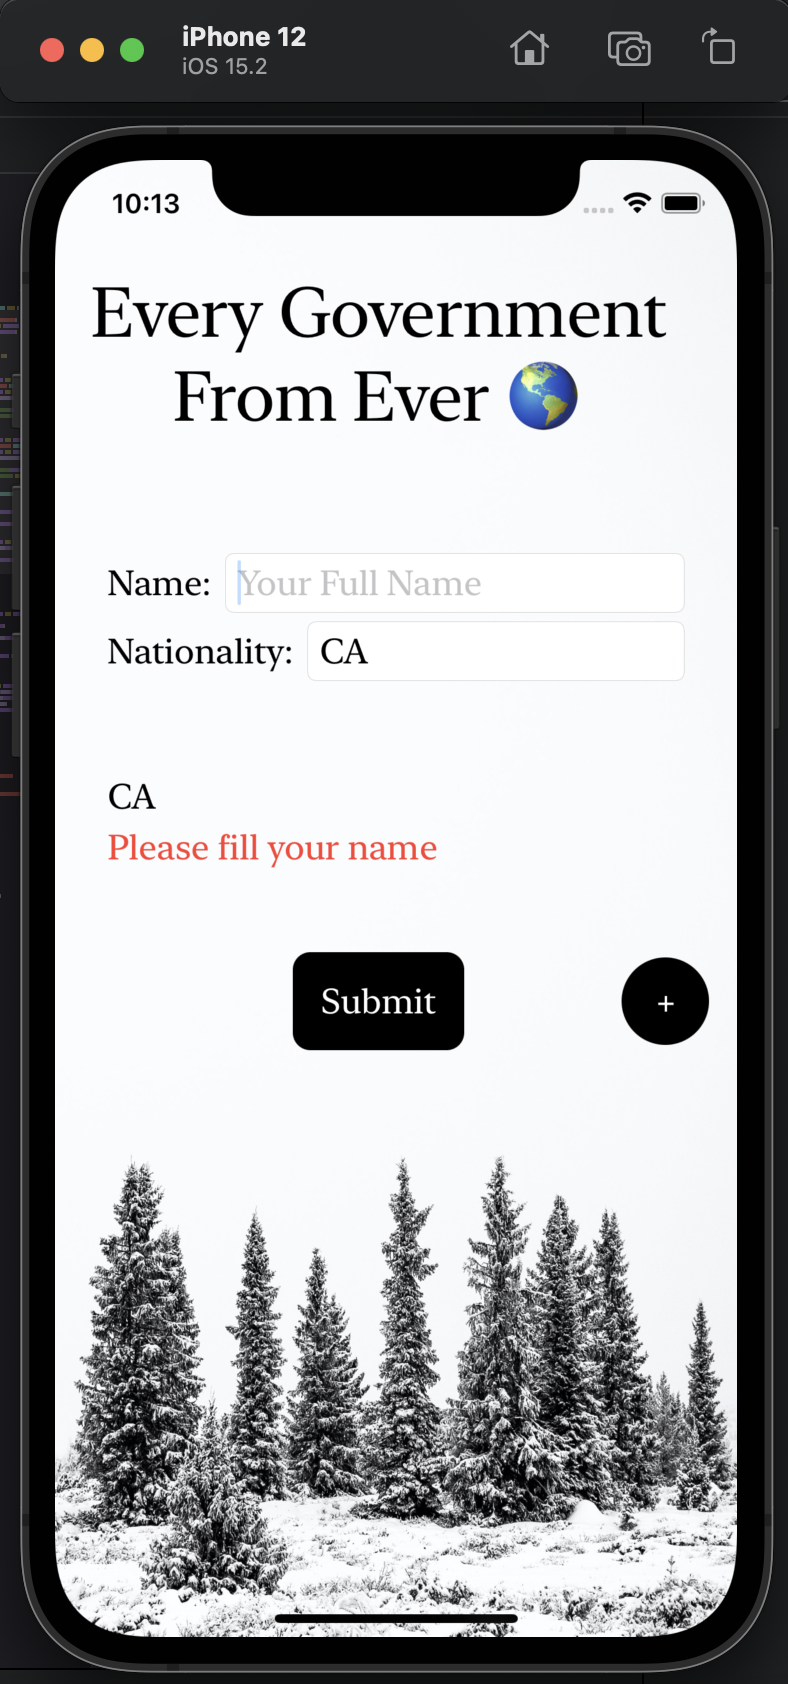 iPhone 12
iOS 15.2
10:13
Every Government
From Ever 🌎
Name: Your Full Name
Nationality: CA
CA
Please fill your name
Submit
+